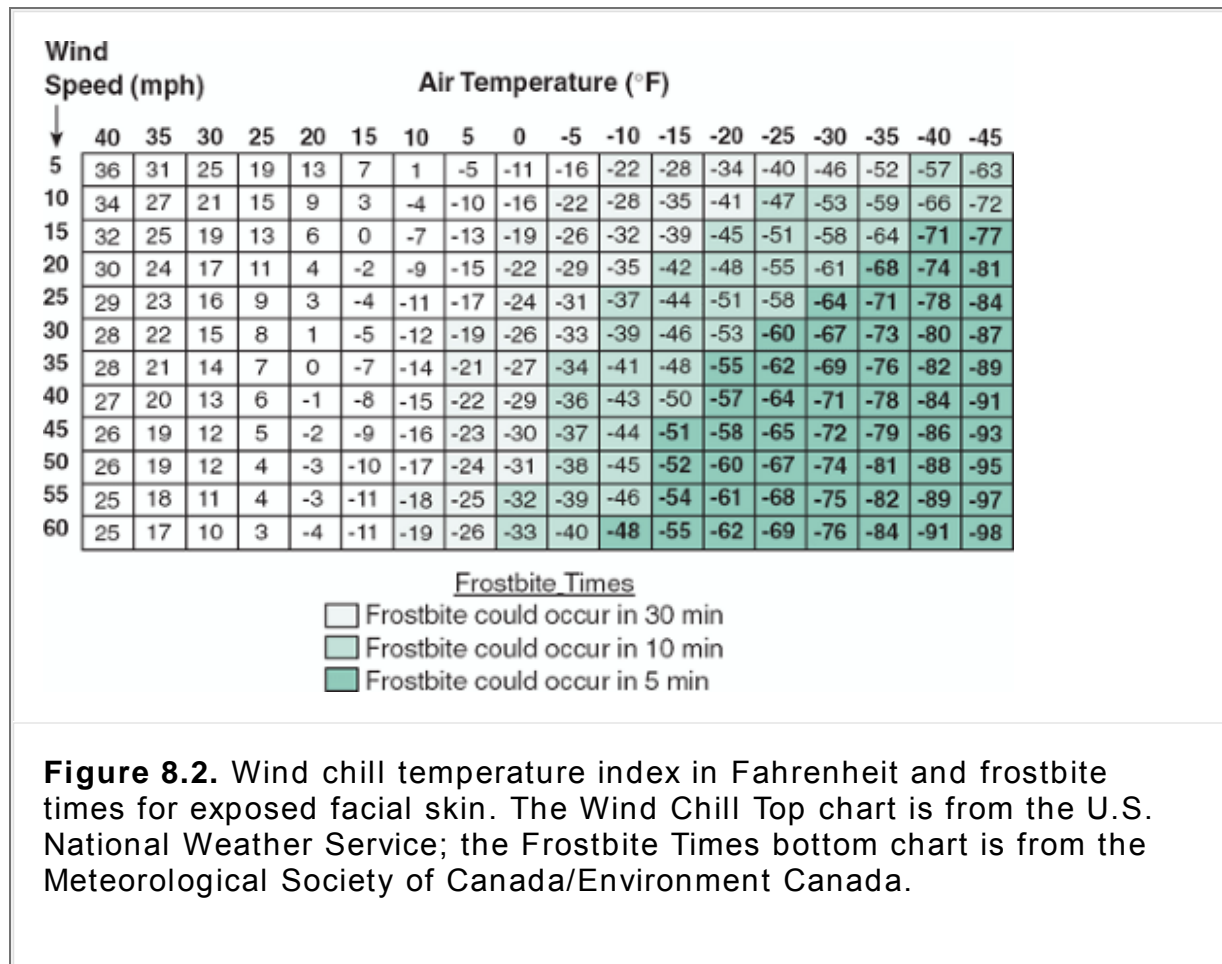 Wind
Speed (mph) Air Temperature (°F)
40 35 30 25 20 15 10 5 0 -5 -10 -15 -20 -25 -30 -35 -40 -45
5 36 31 25 19 13 7 1 -5 -11 -16 -22 -28 -34 -40 -46 -52 -57 -63
10 34 27 21 15 9 3 -4 -10 -16 -22 -28 -35 -41 -47 -53 -59 -66 -72
15 32 25 19 13 6 0 -7 -13 -19 -26 -32 -39 -45 -51 -58 -64 -71 -77
20 30 24 17 11 4 -2 -9 -15 -22 -29 -35 -42 -48 -55 -61 -68 -74 -81
25 29 23 16 9 3 -4 -11 -17 -24 -31 -37 -44 -51 -58 -64 -71 -78 -84
30 28 22 15 8 1 -5 -12 -19 -26 -33 -39 -46 -53 -60 -67 -73 -80 -87
35 28 21 14 7 0 -7 -14 -21 -27 -34 -41 -48 -55 -62 -69 -76 -82 -89
40 27 20 13 6 -1 -8 -15 -22 -29 -36 -43 -50 -57 -64 -71 -78 -84 -91
45 26 19 12 5 -2 -9 -16 -23 -30 -37 -44 -51 -58 -65 -72 -79 -86 -93
50 26 19 12 4 -3 -10 -17 -24 -31 -38 -45 -52 -60 -67 -74 -81 -88 -95
55 25 18 11 4 -3 -11 -18 -25 -32 -39 -46 -54 -61 -68 -75 -82 -89 -97
60 25 17 10 3 -4 -11 -19 -26 -33 -40 -48 -55 -62 -69 -76 -84 -91 -98
Frostbite Times
Frostbite could occur in 30 min
Frostbite could occur in 10 min
Frostbite could occur in 5 min
Figure 8.2. Wind chill temperature index in Fahrenheit and frostbite
times for exposed facial skin. The Wind Chill Top chart is from the U.S.
National Weather Service; the Frostbite Times bottom chart is from the
Meteorological Society of Canada/Environment Canada.